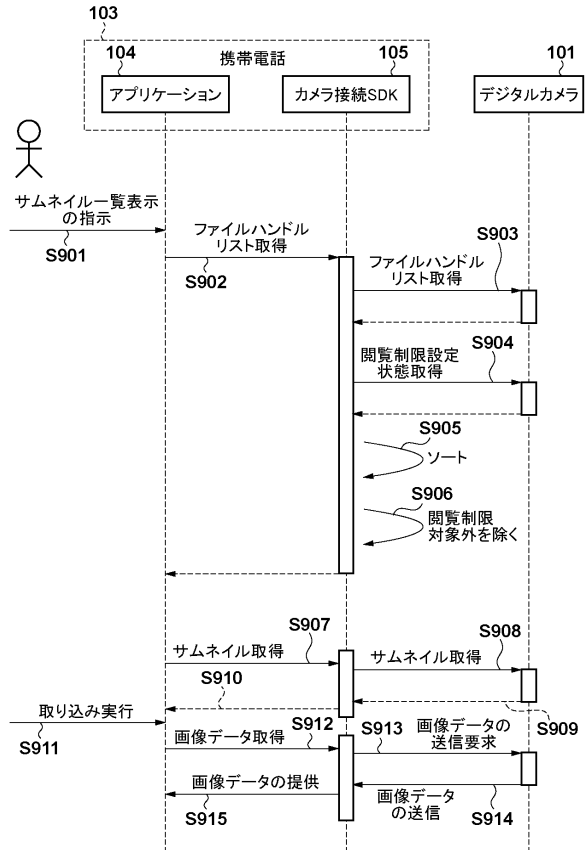 103
携帯電話
104
アプリケーション
105
カメラ接続SDK
101
デジタルカメラ
サムネイル一覧表示
の指示
S901
ファイルハンドル
リスト取得
S902
S903
ファイルハンドル
リスト取得
S904
閲覧制限設定
状態取得
S905
ソート
S906
閲覧制限
対象外を除く
S907
サムネイル取得
S908
サムネイル取得
S909
S910
取り込み実行
S911
画像データ取得
S912
S913
画像データの
送信要求
画像データの提供
S915
画像データ
の送信
S914